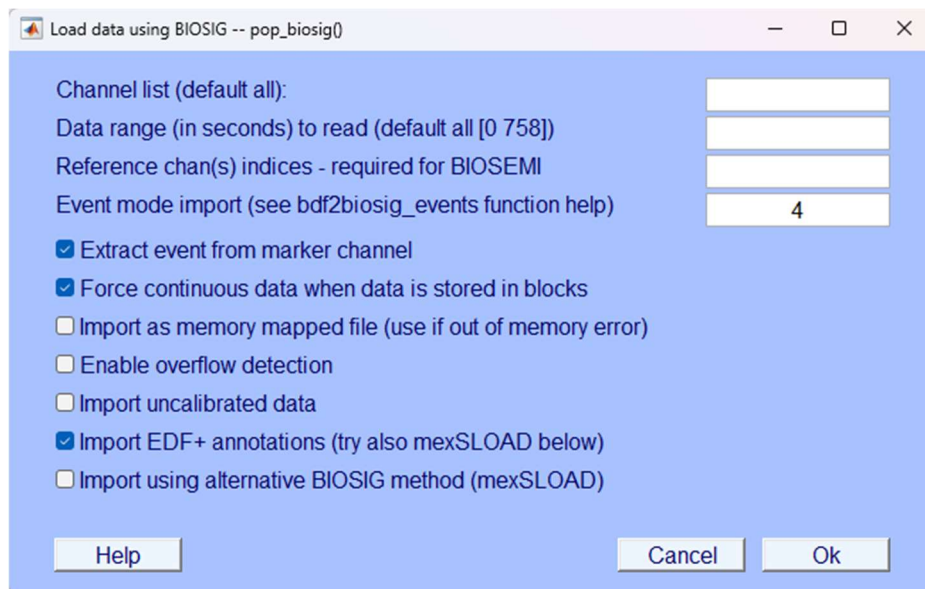 Load data using BIOSIG -- pop_biosig()
Channel list (default all):
Data range (in seconds) to read (default all [0 758])
Reference chan(s) indices - required for BIOSEMI
Event mode import (see bdf2biosig_events function help) 4
Extract event from marker channel
Force continuous data when data is stored in blocks
Import as memory mapped file (use if out of memory error)
Enable overflow detection
Import uncalibrated data
Import EDF+ annotations (try also mexSLOAD below)
Import using alternative BIOSIG method (mexSLOAD)
Help Cancel Ok